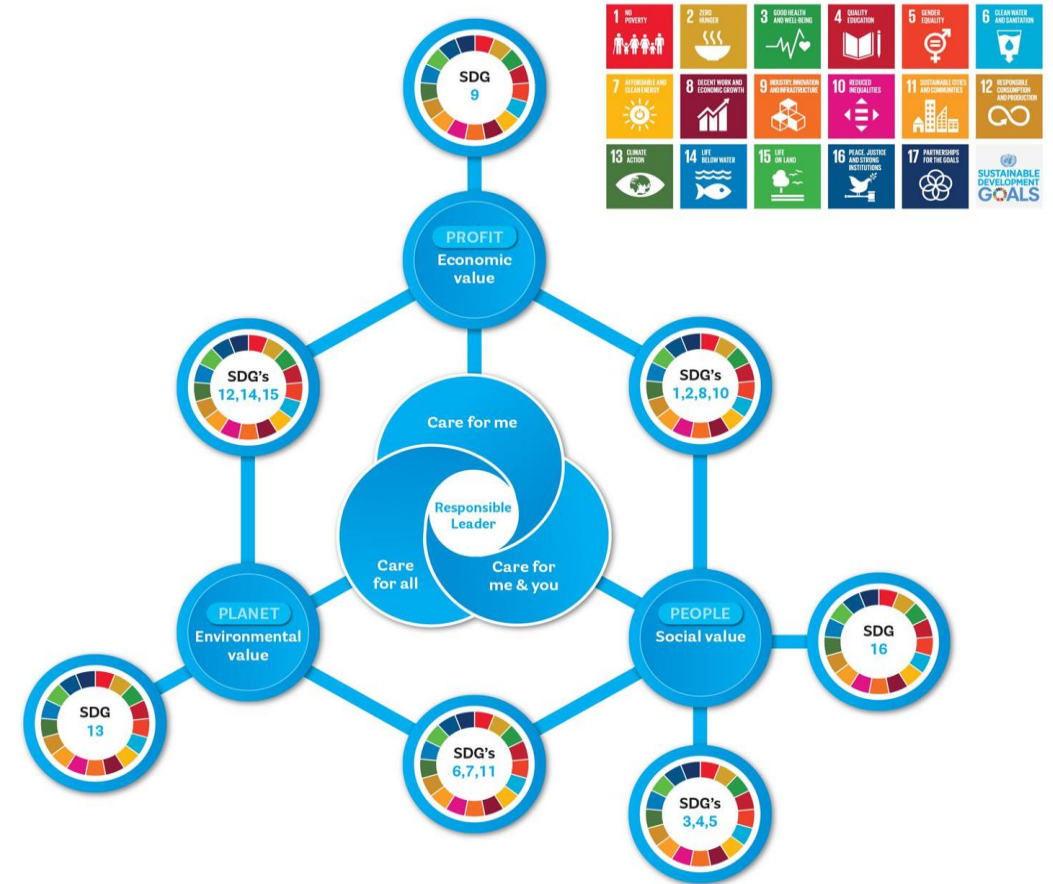 SDG
9
PROFIT
Economic
value
SDG's
12,14,15
SDG's
1,2,8,10
Care for me
Responsible
Leader
Care
for all
Care for
me & you
PLANET
Environmental
value
PEOPLE
Social value
SDG
16
SDG
13
SDG's
6,7,11
SDG's
3,4,5
1 NO
POVERTY
2 ZERO
HUNGER
3 GOOD HEALTH
AND WELL-BEING
4 QUALITY
EDUCATION
5 GENDER
EQUALITY
6 CLEAN WATER
AND SANITATION
7 AFFORDABLE AND
CLEAN ENERGY
8 DECENT WORK AND
ECONOMIC GROWTH
9 INDUSTRY, INNOVATION
AND INFRASTRUCTURE
10 REDUCED
INEQUALITIES
11 SUSTAINABLE CITIES
AND COMMUNITIES
12 RESPONSIBLE
CONSUMPTION
AND PRODUCTION
13 CLIMATE
ACTION
14 LIFE
BELOW WATER
15 LIFE
ON LAND
16 PEACE, JUSTICE
AND STRONG
INSTITUTIONS
17 PARTNERSHIPS
FOR THE GOALS
SUSTAINABLE
DEVELOPMENT
GOALS